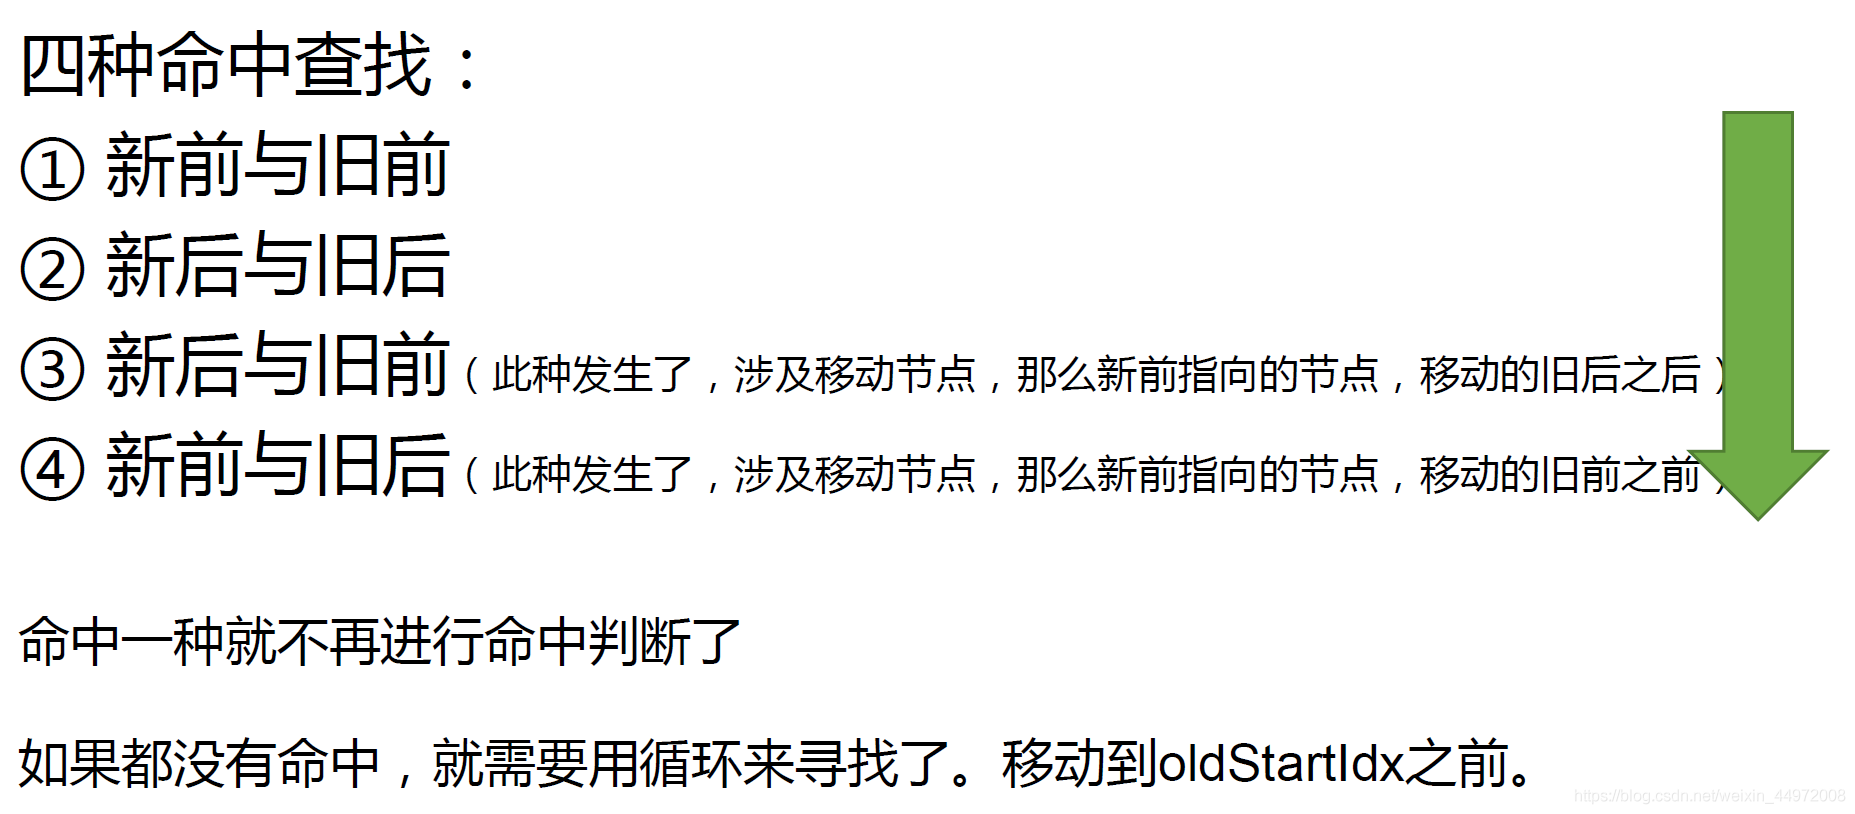 四种命中查找：
① 新前与旧前
② 新后与旧后
③ 新后与旧前（此种发生了，涉及移动节点，那么新前指向的节点，移动的旧后之后）
④ 新前与旧后（此种发生了，涉及移动节点，那么新前指向的节点，移动的旧前之前）
命中一种就不再进行命中判断了
如果都没有命中，就需要用循环来寻找了。移动到oldStartIdx之前。
https://blog.csdn.net/weixin_44972008